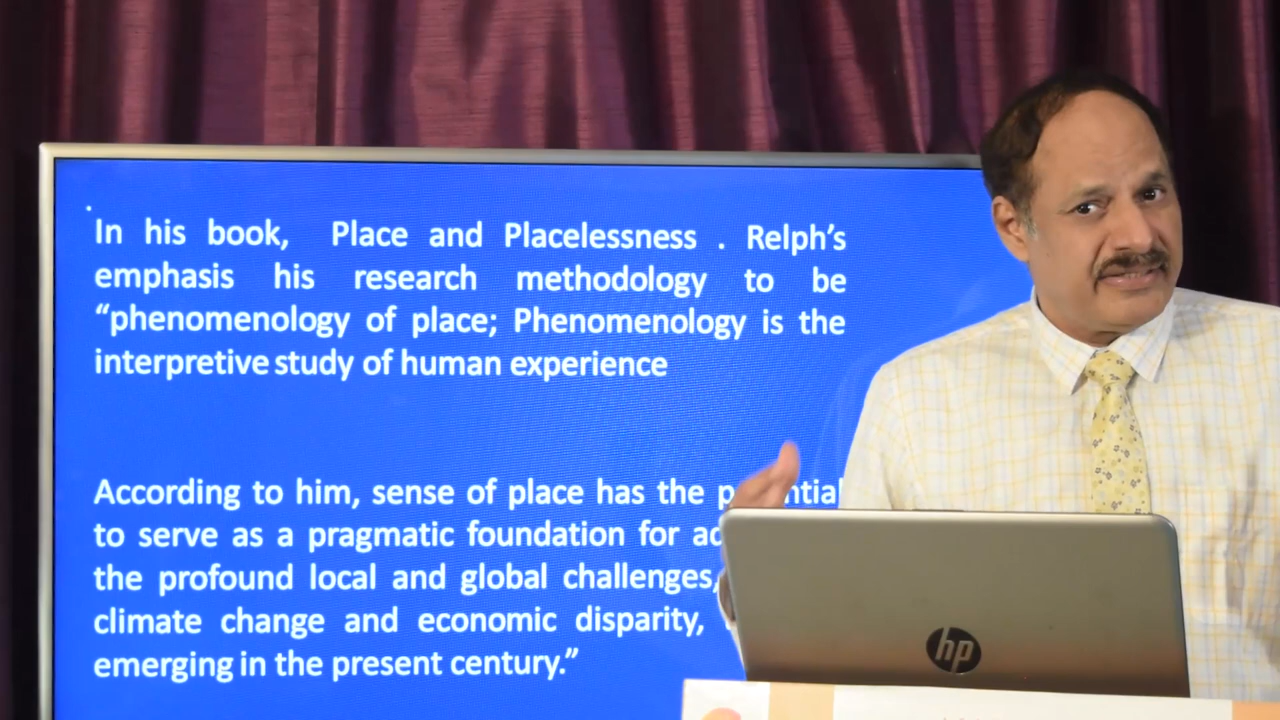 In his book, Place and Placelessness . Relph’s
emphasis his research methodology to be
“phenomenology of place; Phenomenology is the
interpretive study of human experience
According to him, sense of place has the
to serve as a pragmatic foundation for
the profound local and global challenges,
climate change and economic disparity,
emerging in the present century.”
hp